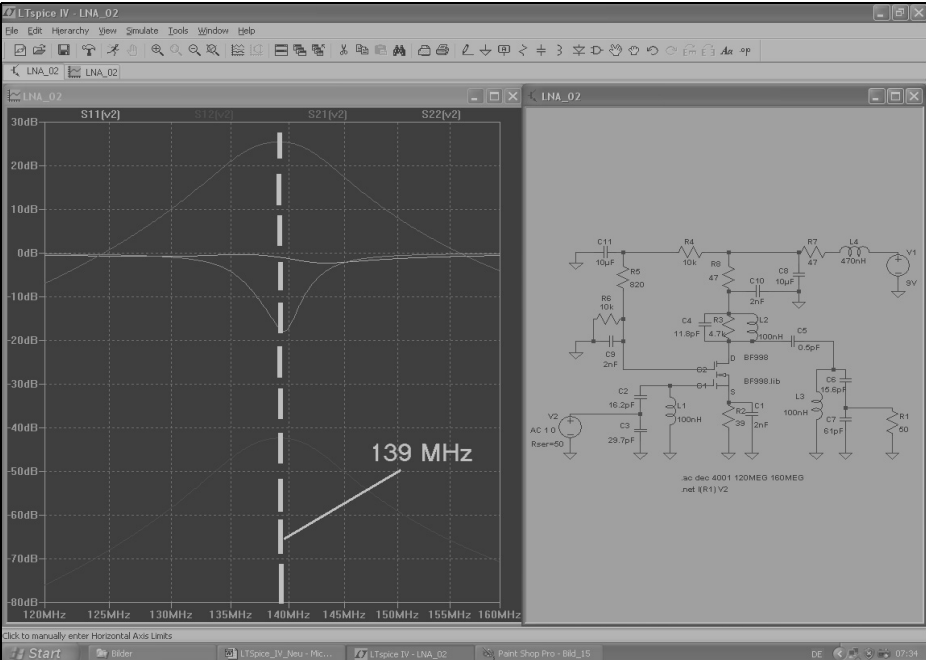 LTspice IV - LNA_02
File Edit Hierarchy View Simulate Tools Window Help
LNA_02 LNA_02
LNA_02
S11(v2) S12(v2) S21(v2) S22(v2)
30dB
20dB
10dB
0dB
-10dB
-20dB
-30dB
-40dB
-50dB
-60dB
-70dB
-80dB
139 MHz
120MHz 125MHz 130MHz 135MHz 140MHz 145MHz 150MHz 155MHz 160MHz
LNA_02
C11
10µF
R4
10k
R7
47
L4
470nH
V1
9V
R5
820
R8
47
C8
10µF
C10
2nF
R6
10k
C9
2nF
C4
11.8pF
R3
4.7k
L2
100nH
C5
0.5pF
D BF998
G2
G1
S
BF998.lib
C2
16.2pF
C3
29.7pF
L1
100nH
R2
39
C1
2nF
L3
100nH
C6
15.6pF
C7
61pF
R1
50
V2
AC 1 0
Rser=50
.ac dec 4001 120MEG 160MEG
.net I(R1) V2
Click to manually enter Horizontal Axis Limits
Start Bilder LTSpice_IV_Neu - Mic... LTspice IV - LNA_02 Paint Shop Pro - Bild_15 DE 07:34